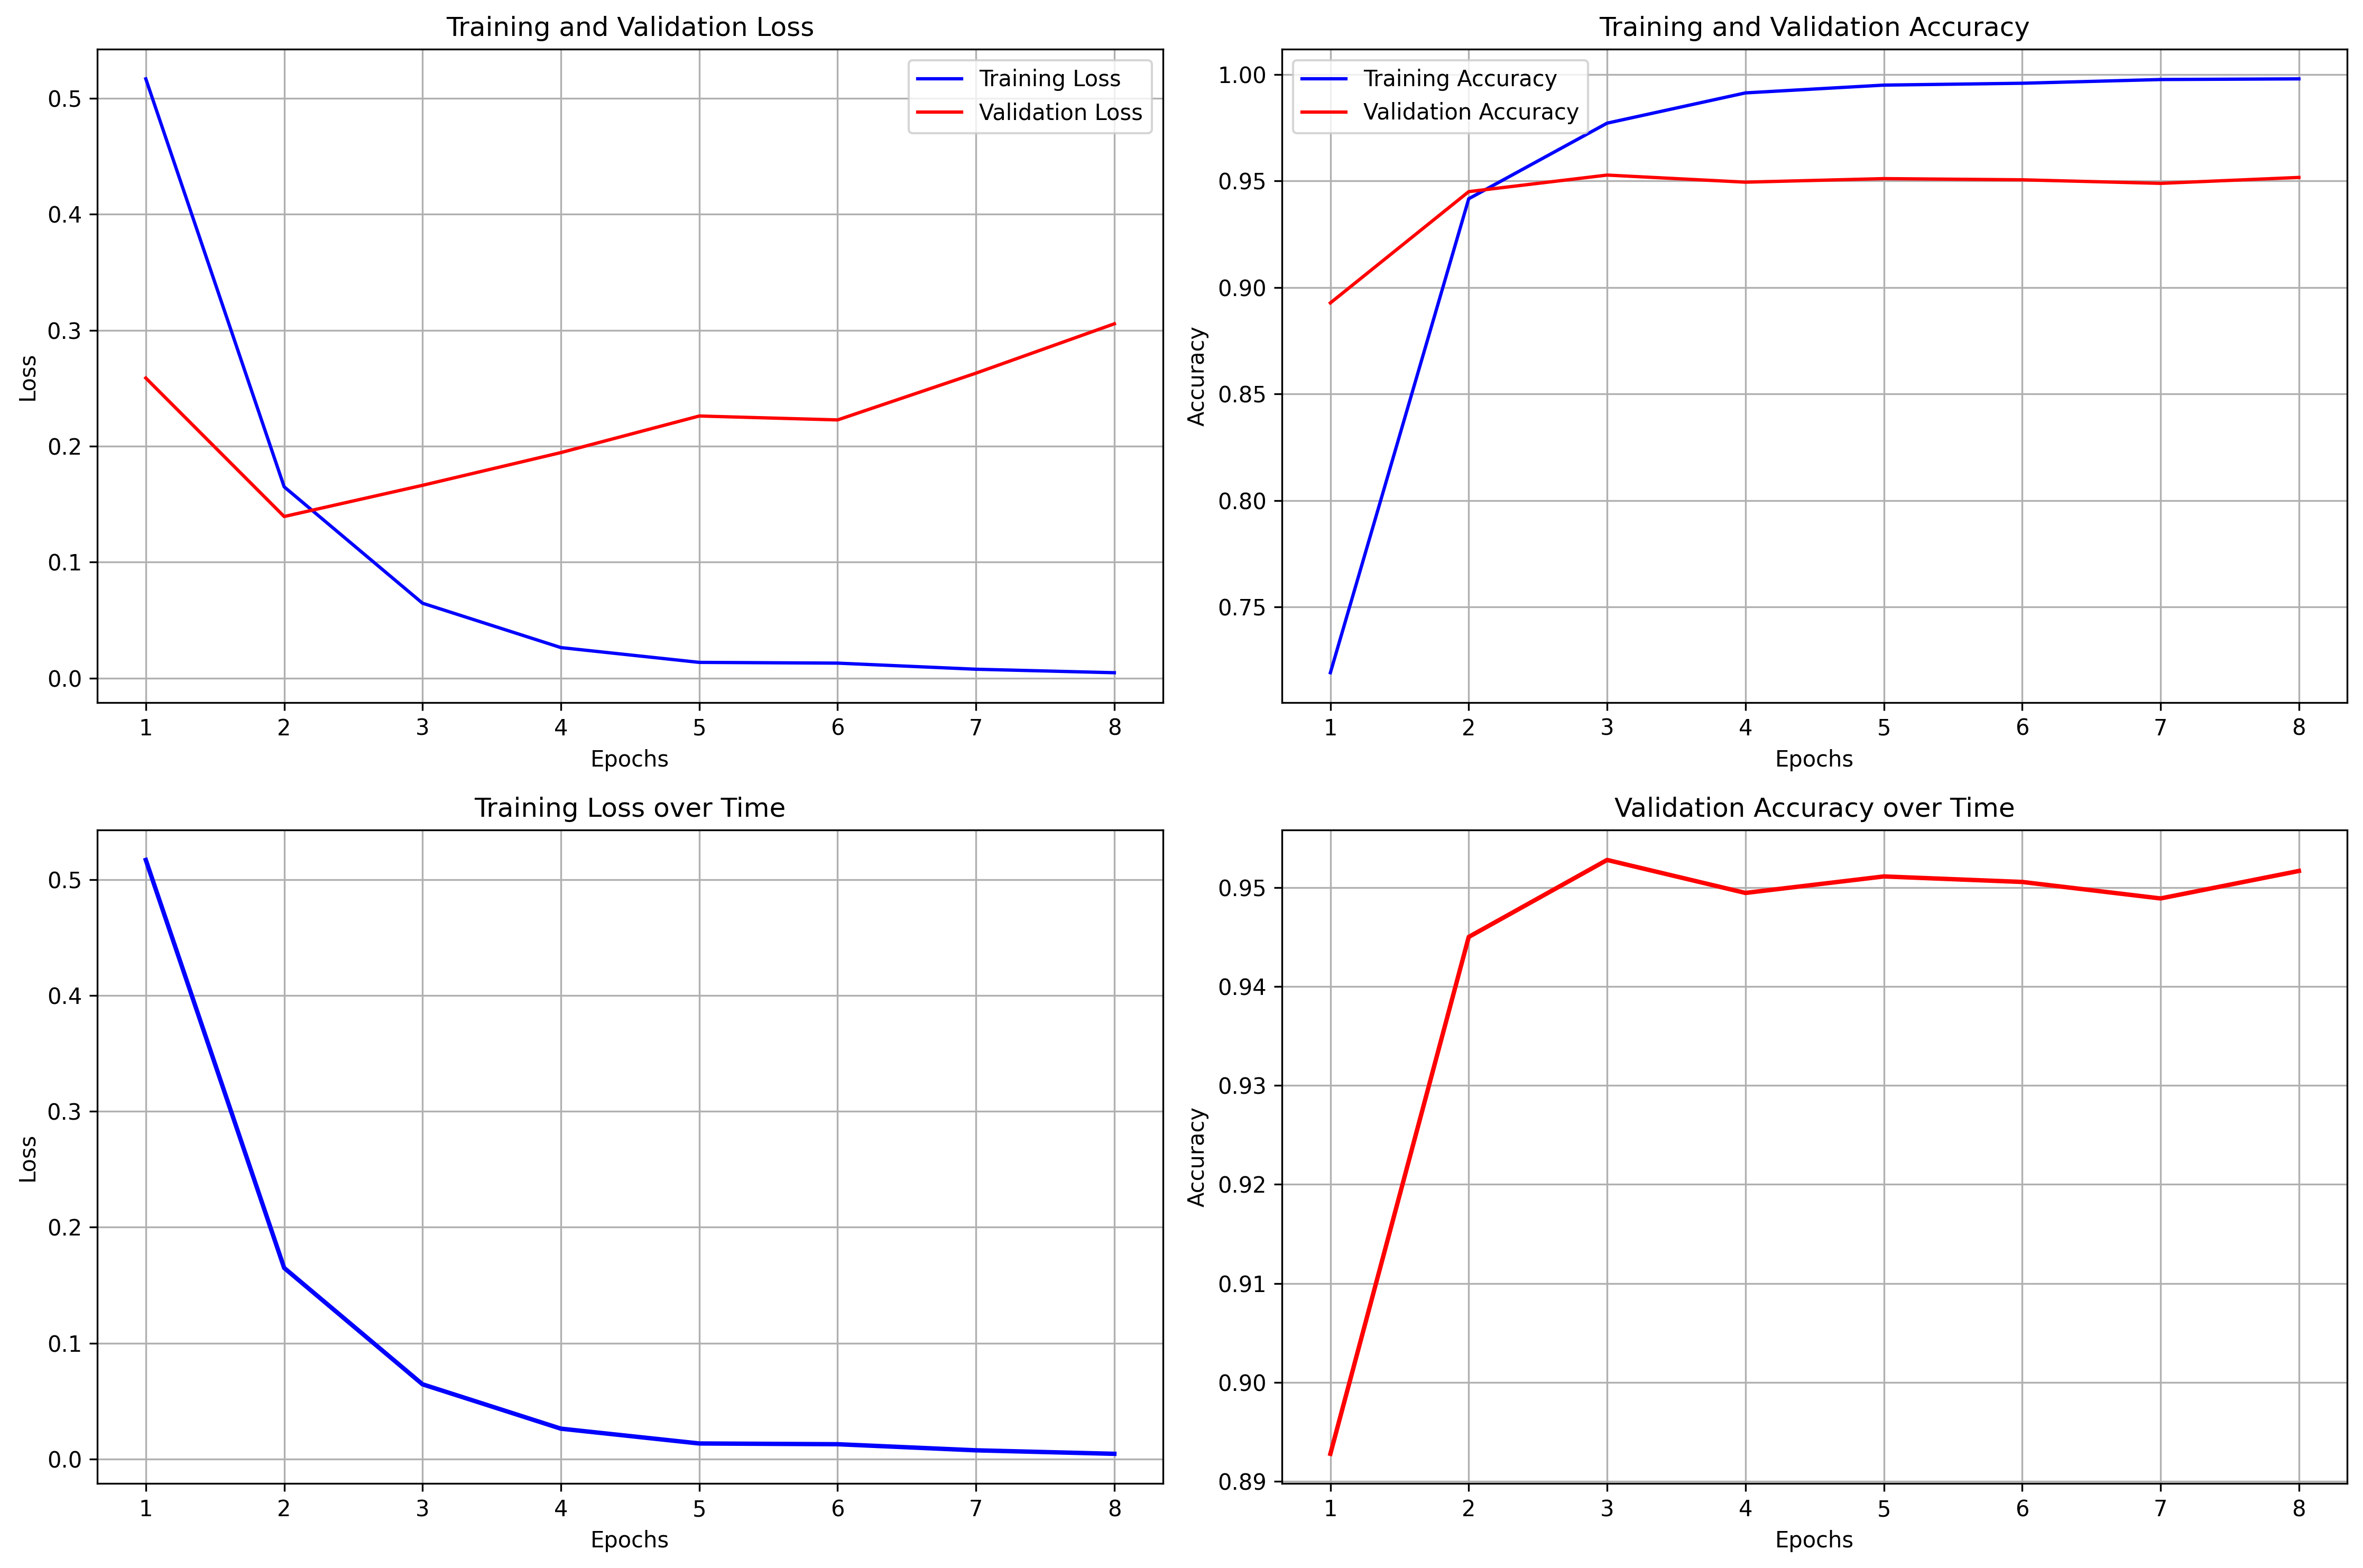 Training and Validation Loss
Training Loss
Validation Loss
0.5
0.4
0.3
0.2
0.1
0.0
Loss
1 2 3 4 5 6 7 8
Epochs
Training and Validation Accuracy
Training Accuracy
Validation Accuracy
1.00
0.95
0.90
0.85
0.80
0.75
Accuracy
1 2 3 4 5 6 7 8
Epochs
Training Loss over Time
0.5
0.4
0.3
0.2
0.1
0.0
Loss
1 2 3 4 5 6 7 8
Epochs
Validation Accuracy over Time
0.95
0.94
0.93
0.92
0.91
0.90
0.89
Accuracy
1 2 3 4 5 6 7 8
Epochs